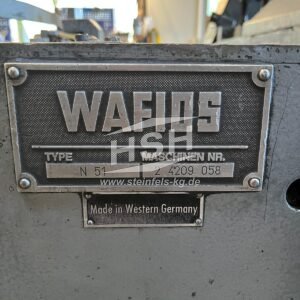 WAFIOS
HSH
TYPE MASCHINEN NR.
N 51 2 4209 058
www.steinfels-kg.de
Made in Western Germany